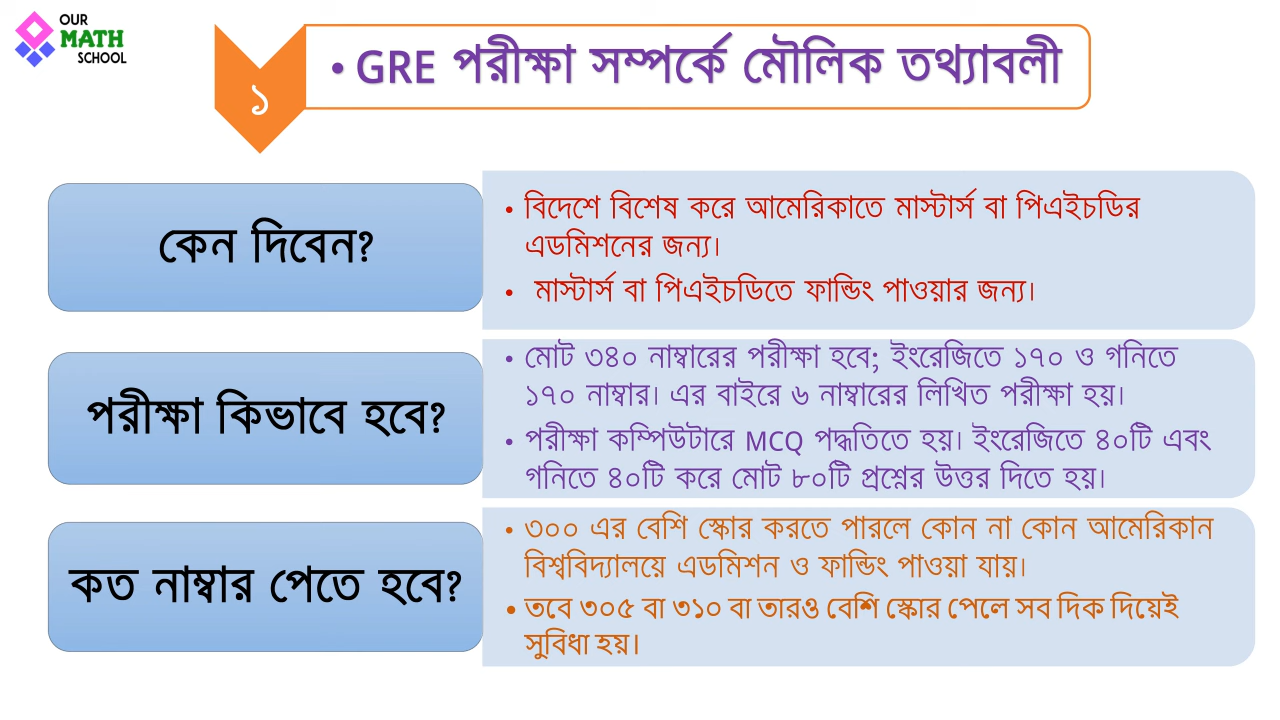 OUR
MATH
SCHOOL
১
• GRE পরীক্ষা সম্পর্কে মৌলিক তথ্যাবলী
কেন দিবেন?
• বিদেশে বিশেষ করে আমেরিকাতে মাস্টার্স বা পিএইচডির
এডমিশনের জন্য।
• মাস্টার্স বা পিএইচডিতে ফান্ডিং পাওয়ার জন্য।
পরীক্ষা কিভাবে হবে?
• মোট ৩৪০ নাম্বারের পরীক্ষা হবে; ইংরেজিতে ১৭০ ও গনিতে
১৭০ নাম্বার। এর বাইরে ৬ নাম্বারের লিখিত পরীক্ষা হয়।
• পরীক্ষা কম্পিউটারে MCQ পদ্ধতিতে হয়। ইংরেজিতে ৪০টি এবং
গনিতে ৪০টি করে মোট ৮০টি প্রশ্নের উত্তর দিতে হয়।
কত নাম্বার পেতে হবে?
• ৩০০ এর বেশি স্কোর করতে পারলে কোন না কোন আমেরিকান
বিশ্ববিদ্যালয়ে এডমিশন ও ফান্ডিং পাওয়া যায়।
• তবে ৩০৫ বা ৩১০ বা তারও বেশি স্কোর পেলে সব দিক দিয়েই
সুবিধা হয়।